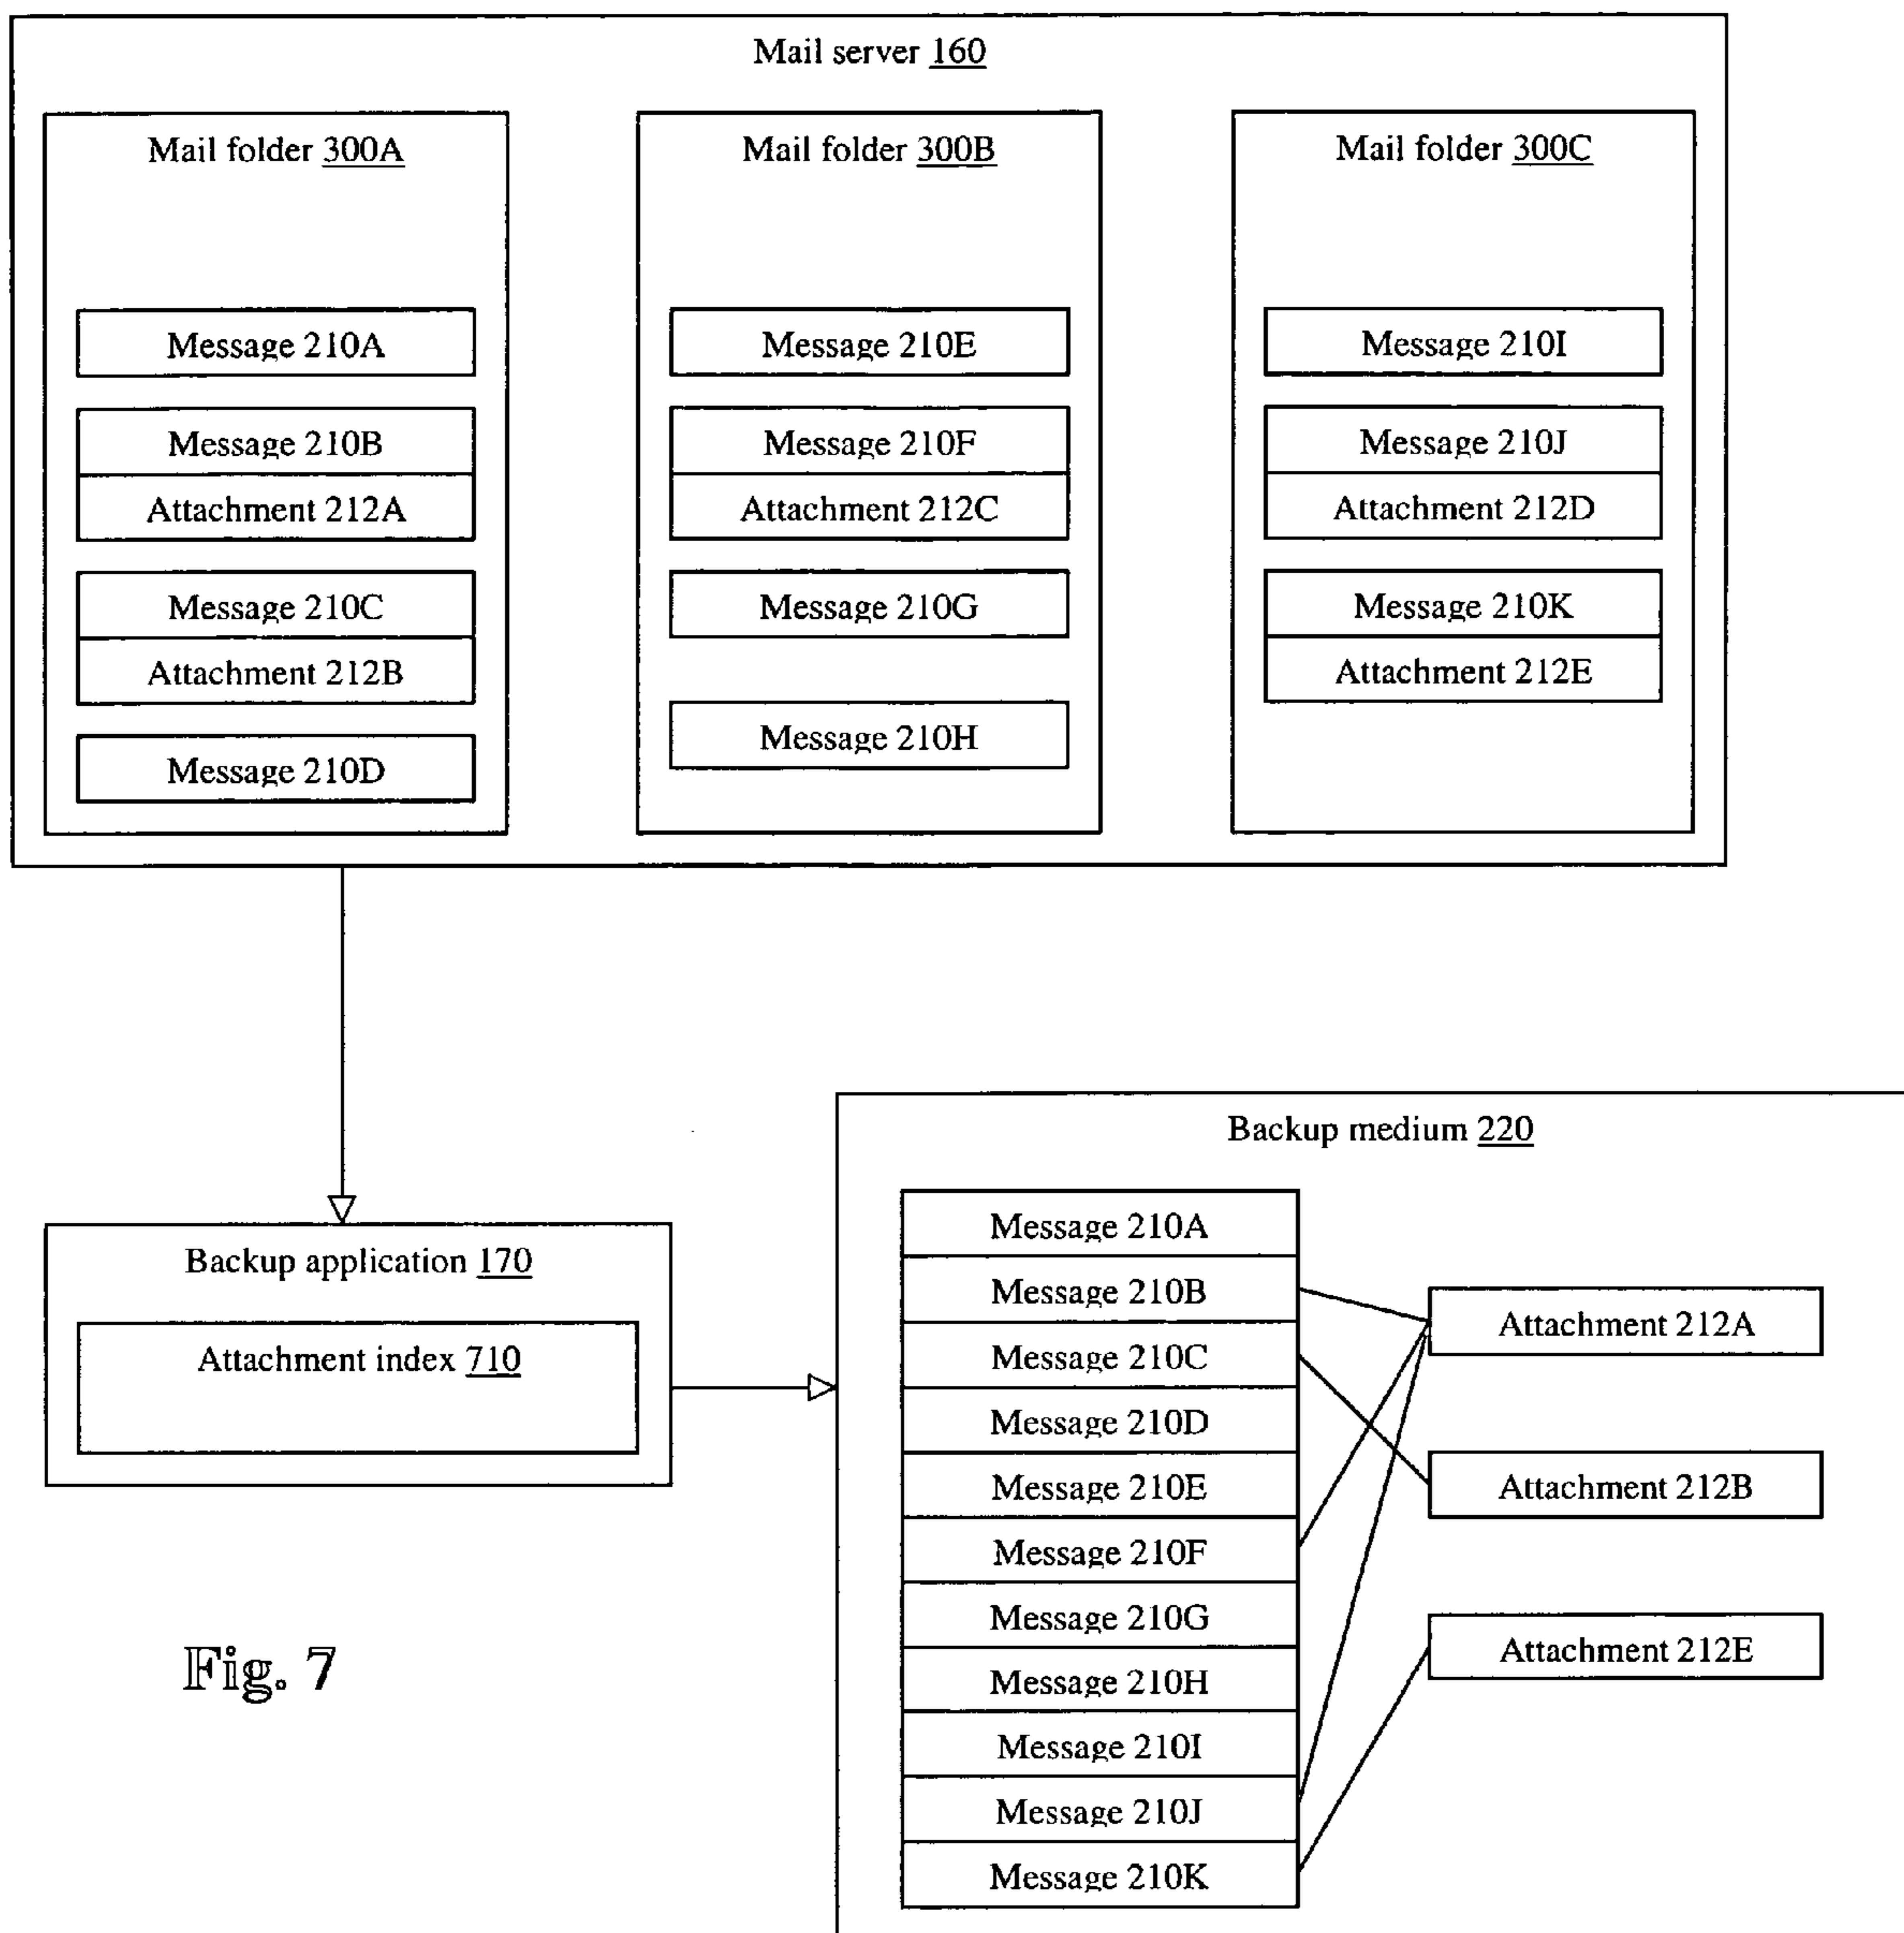 Mail server 160
Mail folder 300A
Message 210A
Message 210B
Attachment 212A
Message 210C
Attachment 212B
Message 210D
Mail folder 300B
Message 210E
Message 210F
Attachment 212C
Message 210G
Message 210H
Mail folder 300C
Message 210I
Message 210J
Attachment 212D
Message 210K
Attachment 212E
Backup application 170
Attachment index 710
Backup medium 220
Message 210A
Message 210B
Message 210C
Message 210D
Message 210E
Message 210F
Message 210G
Message 210H
Message 210I
Message 210J
Message 210K
Attachment 212A
Attachment 212B
Attachment 212E
Fig. 7